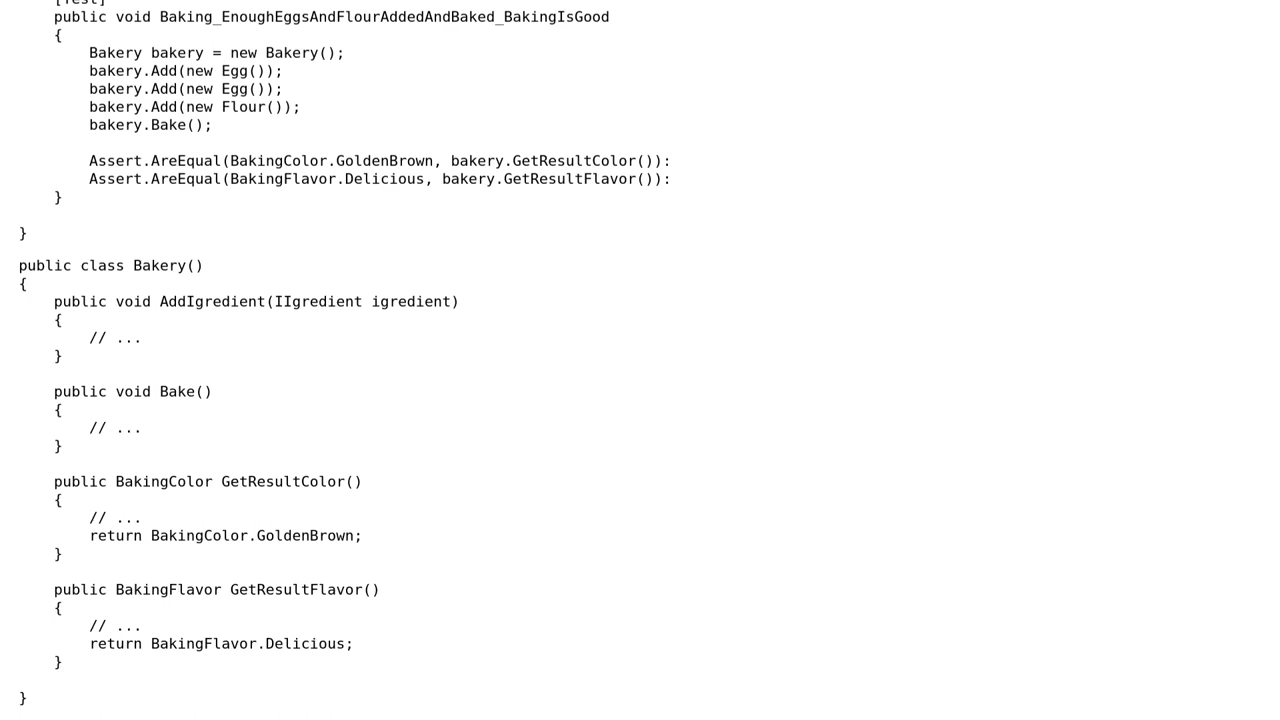 [Test]
public void Baking_EnoughEggsAndFlourAddedAndBaked_BakingIsGood
{
Bakery bakery = new Bakery();
bakery.Add(new Egg());
bakery.Add(new Egg());
bakery.Add(new Flour());
bakery.Bake();
Assert.AreEqual(BakingColor.GoldenBrown, bakery.GetResultColor()):
Assert.AreEqual(BakingFlavor.Delicious, bakery.GetResultFlavor()):
}
}
public class Bakery()
{
public void AddIgredient(IIgredient igredient)
{
// ...
}
public void Bake()
{
// ...
}
public BakingColor GetResultColor()
{
// ...
return BakingColor.GoldenBrown;
}
public BakingFlavor GetResultFlavor()
{
// ...
return BakingFlavor.Delicious;
}
}